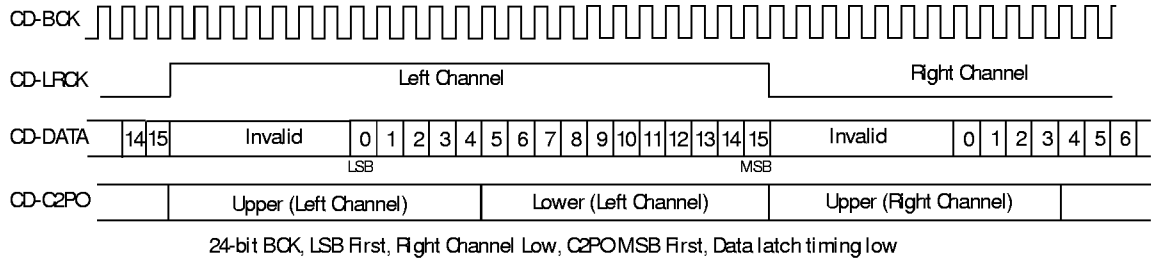 CD-BCK
CD-LRCK Left Channel Right Channel
CD-DATA 14 15 Invalid 0 1 2 3 4 5 6 7 8 9 10 11 12 13 14 15 Invalid 0 1 2 3 4 5 6
LSB MSB
CD-C2PO Upper (Left Channel) Lower (Left Channel) Upper (Right Channel)
24-bit BCK, LSB First, Right Channel Low, C2PO MSB First, Data latch timing low